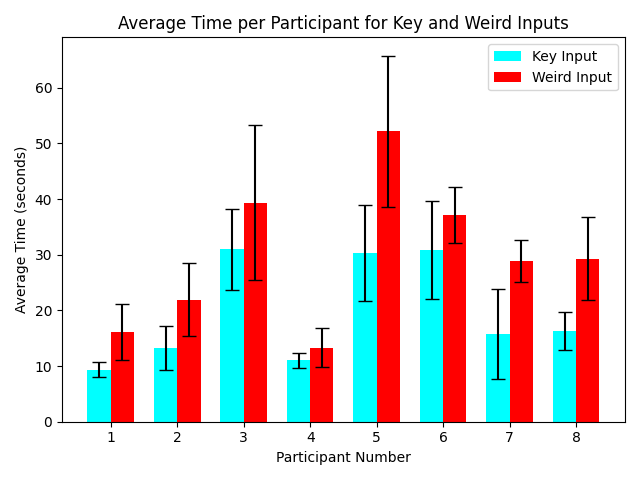 Average Time per Participant for Key and Weird Inputs
Key Input
Weird Input
Average Time (seconds)
60
50
40
30
20
10
0
1 2 3 4 5 6 7 8
Participant Number